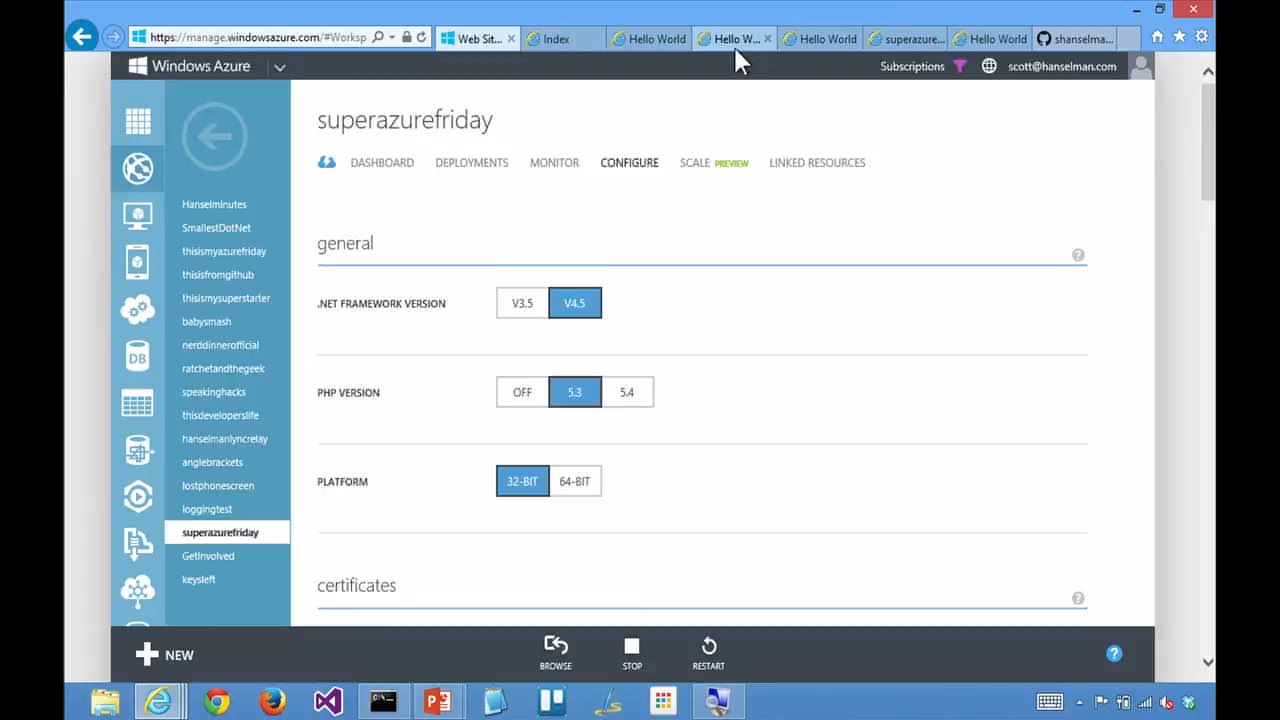 https://manage.windowsazure.com/#Worksp
Web Sit...
Index
Hello World
Hello W...
Hello World
superazure...
Hello World
shanselma...
Windows Azure
Subscriptions
scott@hanselman.com
superazurefriday
DASHBOARD DEPLOYMENTS MONITOR CONFIGURE SCALE PREVIEW LINKED RESOURCES
Hanselminutes
SmallestDotNet
thisismyazurefriday
thisisfromgithub
thisismysuperstarter
babysmash
nerddinnerofficial
ratchetandthegeek
speakinghacks
thisdeveloperslife
hanselmanlyncrelay
anglebrackets
lostphonescreen
loggingtest
superazurefriday
GetInvolved
keysleft
DB
general
?
.NET FRAMEWORK VERSION V3.5 V4.5
PHP VERSION OFF 5.3 5.4
PLATFORM 32-BIT 64-BIT
certificates
?
NEW
BROWSE
STOP
RESTART
?